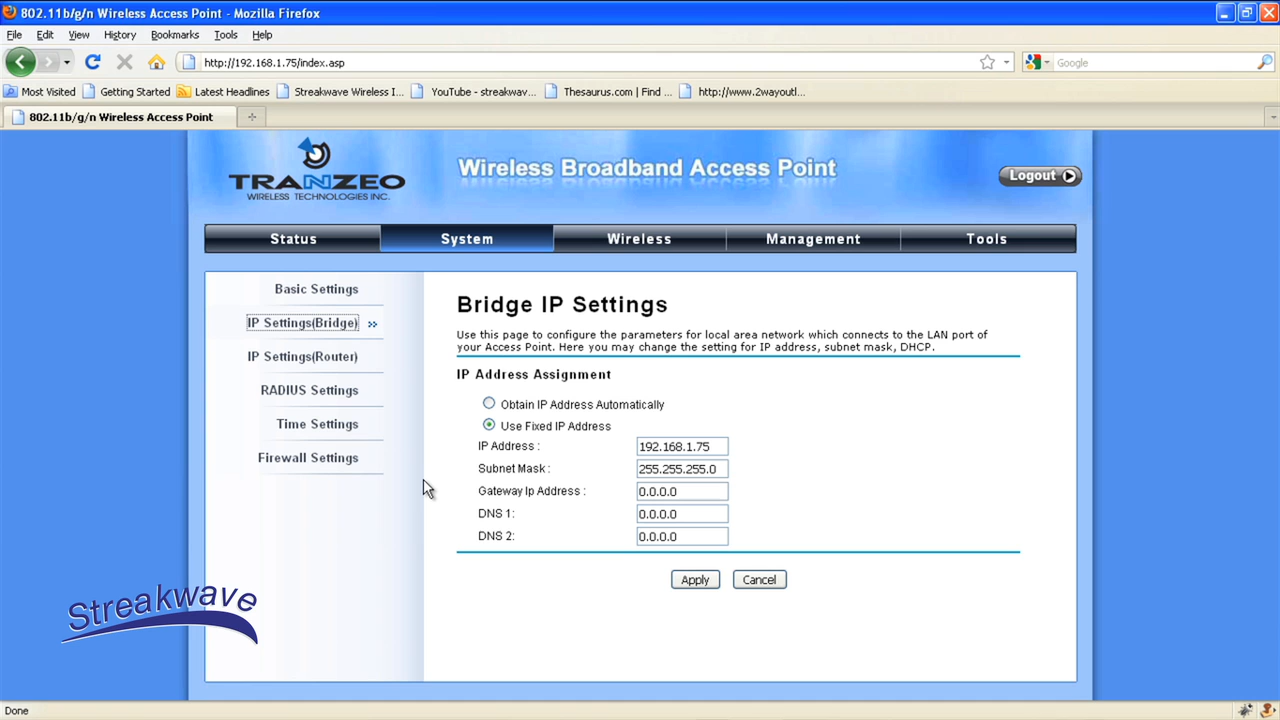 802.11b/g/n Wireless Access Point - Mozilla Firefox
File Edit View History Bookmarks Tools Help
http://192.168.1.75/index.asp
Google
Most Visited Getting Started Latest Headlines Streakwave Wireless I... YouTube - streakwav... Thesaurus.com | Find ... http://www.2wayoutl...
802.11b/g/n Wireless Access Point
TRANZEO
WIRELESS TECHNOLOGIES INC.
Wireless Broadband Access Point
Logout
Status System Wireless Management Tools
Basic Settings
IP Settings(Bridge)
IP Settings(Router)
RADIUS Settings
Time Settings
Firewall Settings
Bridge IP Settings
Use this page to configure the parameters for local area network which connects to the LAN port of
your Access Point. Here you may change the setting for IP address, subnet mask, DHCP.
IP Address Assignment
Obtain IP Address Automatically
Use Fixed IP Address
IP Address : 192.168.1.75
Subnet Mask : 255.255.255.0
Gateway Ip Address : 0.0.0.0
DNS 1: 0.0.0.0
DNS 2: 0.0.0.0
Apply Cancel
Streakwave
Done